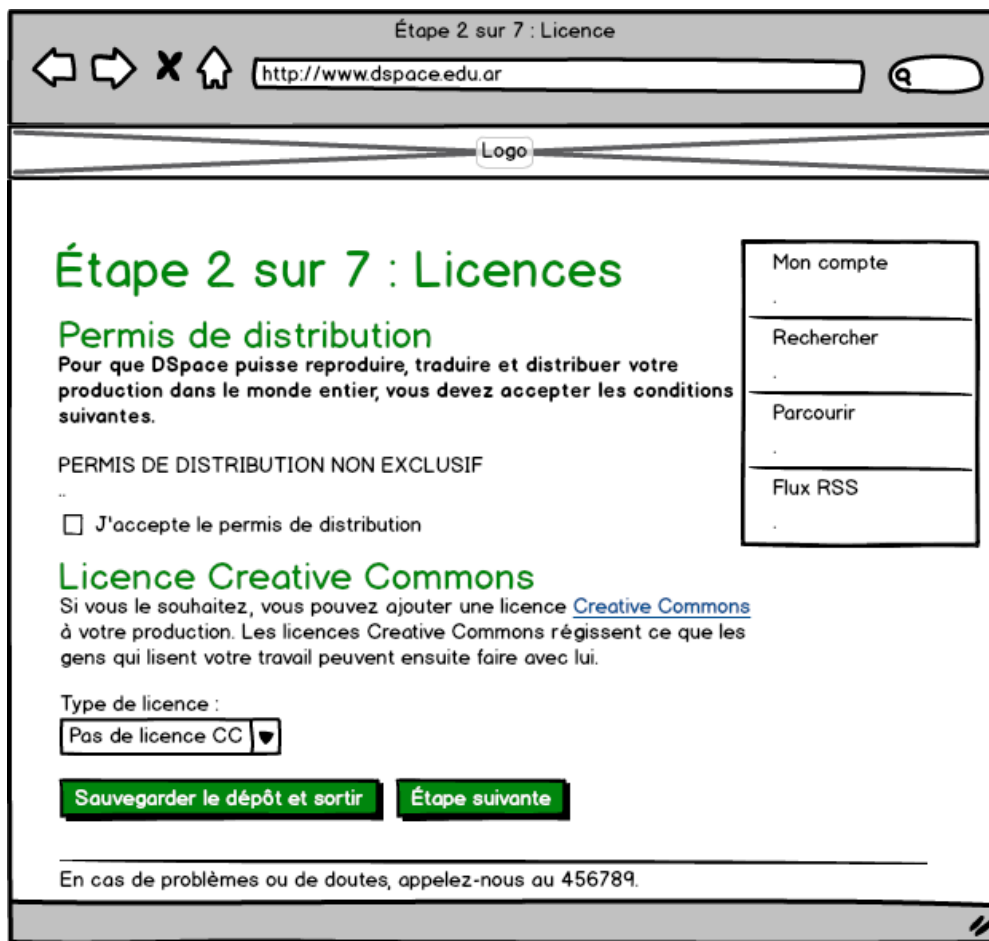 Étape 2 sur 7 : Licence
http://www.dspace.edu.ar
Logo
Étape 2 sur 7 : Licences
Permis de distribution
Pour que DSpace puisse reproduire, traduire et distribuer votre
production dans le monde entier, vous devez accepter les conditions
suivantes.
PERMIS DE DISTRIBUTION NON EXCLUSIF
..
J'accepte le permis de distribution
Licence Creative Commons
Si vous le souhaitez, vous pouvez ajouter une licence Creative Commons
à votre production. Les licences Creative Commons régissent ce que les
gens qui lisent votre travail peuvent ensuite faire avec lui.
Type de licence :
Pas de licence CC
Sauvegarder le dépôt et sortir
Étape suivante
Mon compte
.
Rechercher
.
Parcourir
.
Flux RSS
.
En cas de problèmes ou de doutes, appelez-nous au 456789.